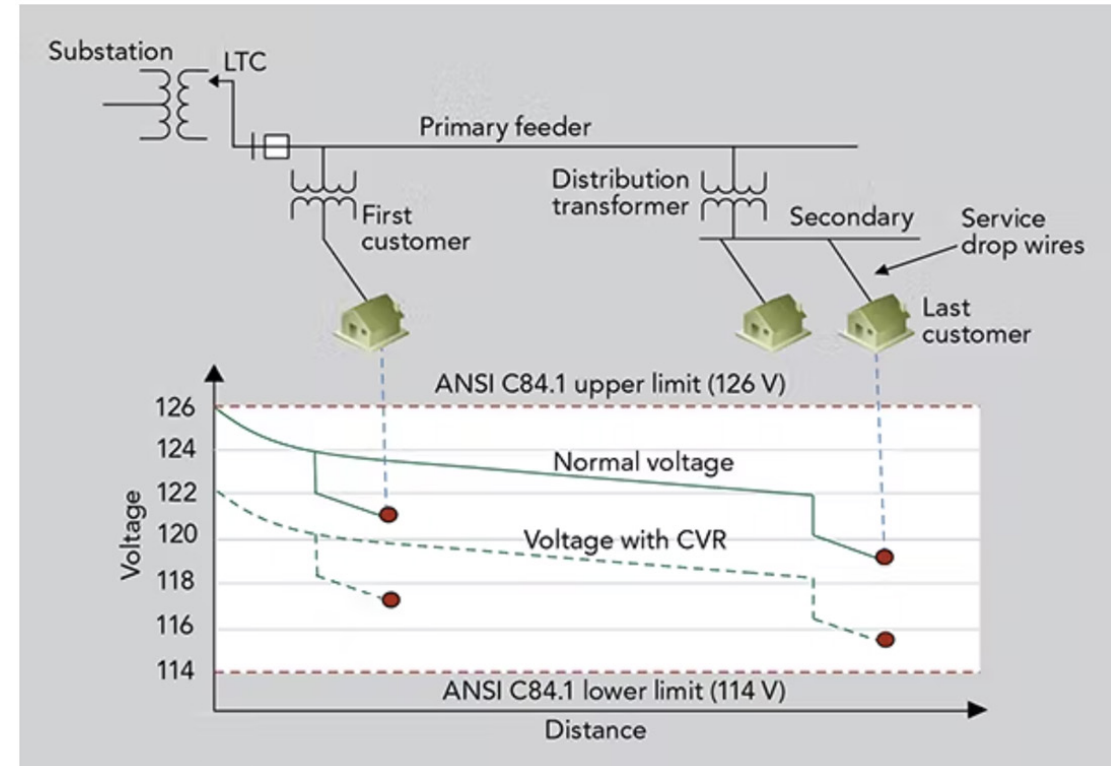 Substation
LTC
Primary feeder
Distribution
transformer
First
customer
Secondary
Service
drop wires
Last
customer
ANSI C84.1 upper limit (126 V)
126
124
Normal voltage
122
120
Voltage with CVR
118
116
114
Voltage
ANSI C84.1 lower limit (114 V)
Distance